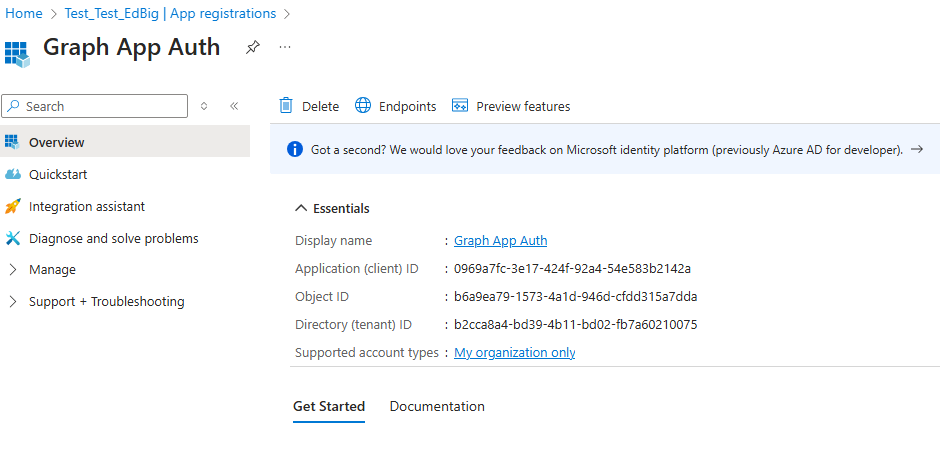 Home > Test_Test_EdBig | App registrations >
Graph App Auth ...
Search
Delete Endpoints Preview features
Overview
Got a second? We would love your feedback on Microsoft identity platform (previously Azure AD for developer). →
Quickstart
Integration assistant
Diagnose and solve problems
Manage
Support + Troubleshooting
Essentials
Display name : Graph App Auth
Application (client) ID : 0969a7fc-3e17-424f-92a4-54e583b2142a
Object ID : b6a9ea79-1573-4a1d-946d-cfdd315a7dda
Directory (tenant) ID : b2cca8a4-bd39-4b11-bd02-fb7a60210075
Supported account types : My organization only
Get Started Documentation